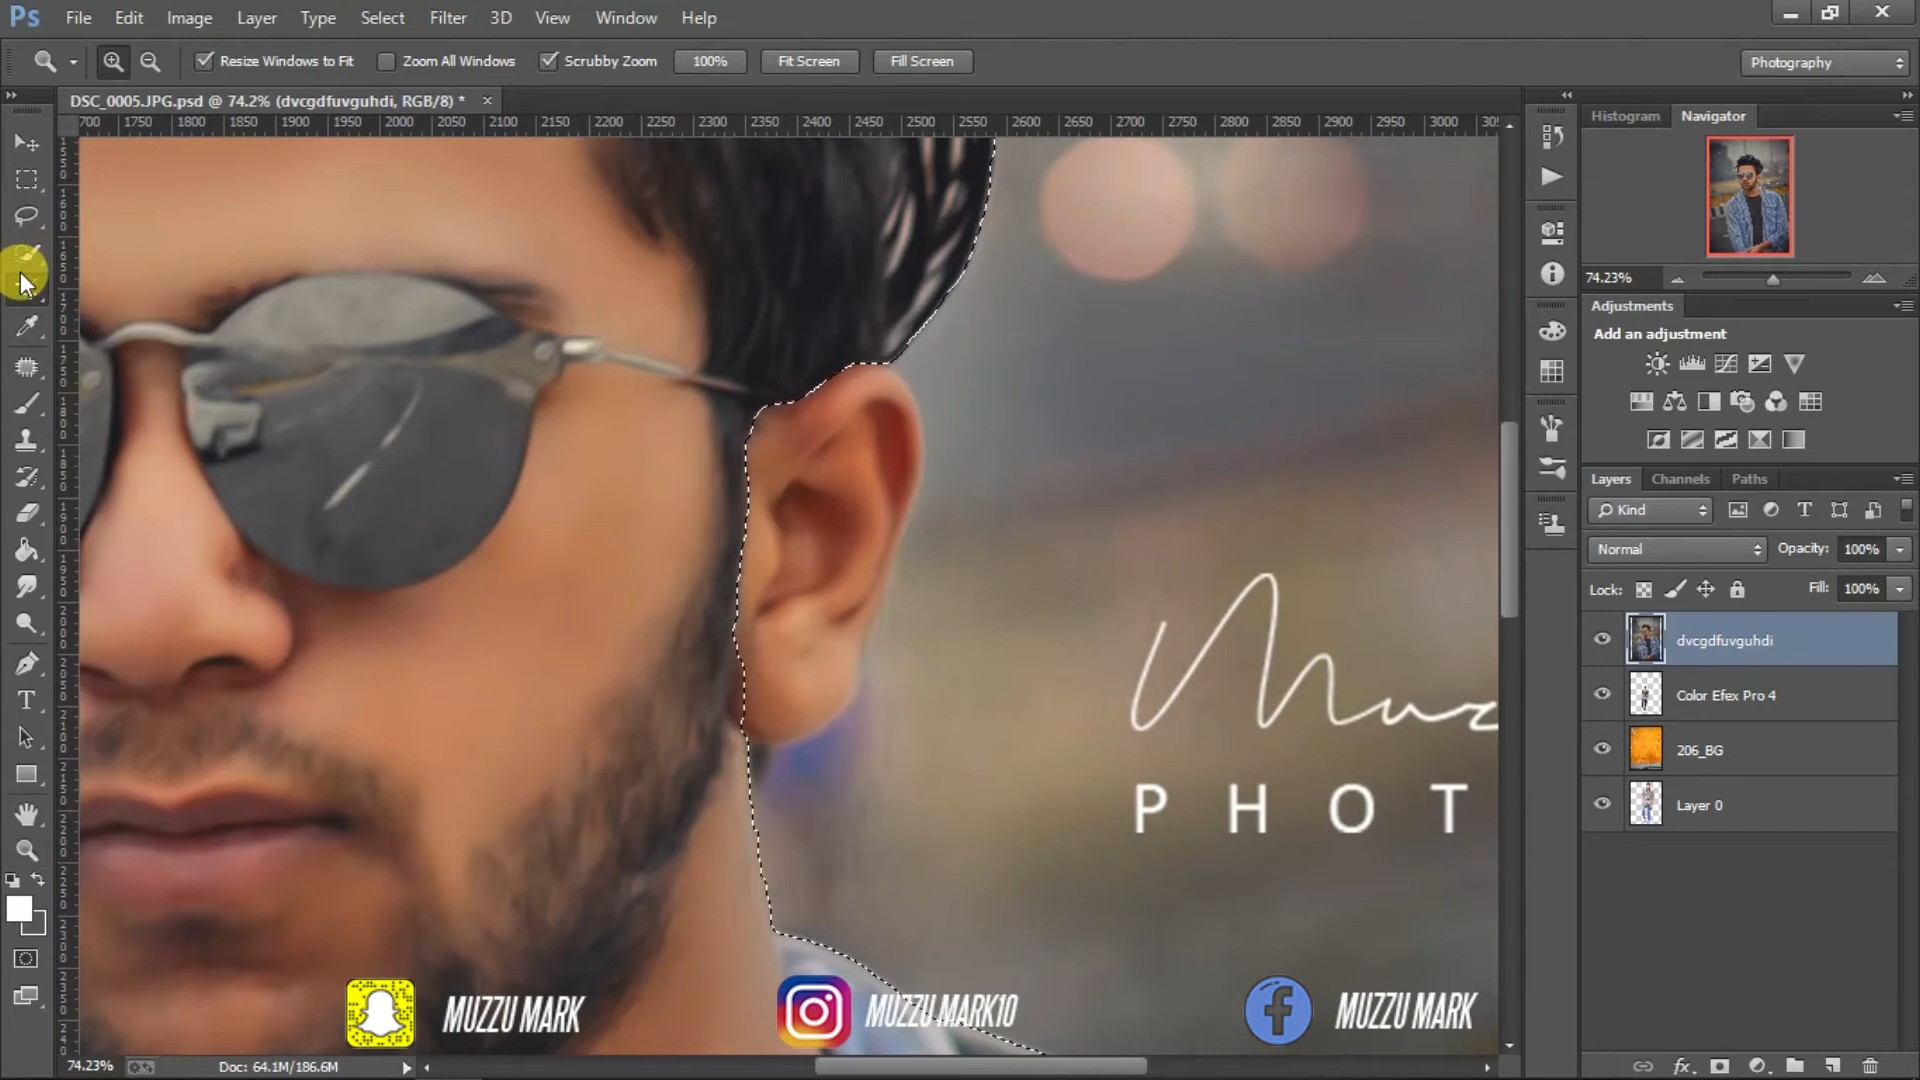 Ps File Edit Image Layer Type Select Filter 3D View Window Help
Resize Windows to Fit Zoom All Windows Scrubby Zoom 100% Fit Screen Fill Screen Photography
DSC_0005.JPG.psd @ 74.2% (dvcgdfuvguhdi, RGB/8) * ×
700 1750 1800 1850 1900 1950 2000 2050 2100 2150 2200 2250 2300 2350 2400 2450 2500 2550 2600 2650 2700 2750 2800 2850 2900 2950 3000
Histogram Navigator
74.23%
Adjustments
Add an adjustment
Layers Channels Paths
Kind
Normal Opacity: 100%
Lock: Fill: 100%
dvcgdfuvguhdi
Color Efex Pro 4
206_BG
Layer 0
Muz
PHOT
MUZZU MARK
MUZZU MARK10
MUZZU MARK
74.23% Doc: 64.1M/186.6M
fx